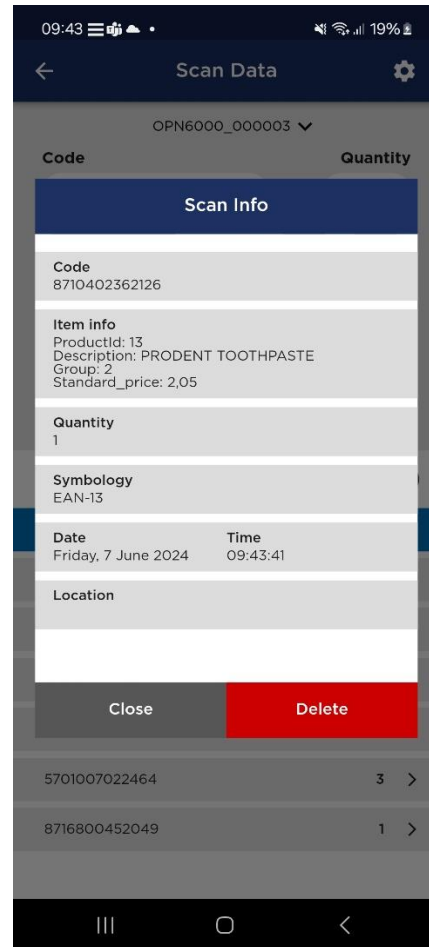 09:43 19%
Scan Data
OPN6000_000003
Code Quantity
Scan Info
Code
8710402362126
Item info
ProductId: 13
Description: PRODENT TOOTHPASTE
Group: 2
Standard_price: 2,05
Quantity
1
Symbology
EAN-13
Date Time
Friday, 7 June 2024 09:43:41
Location
Close Delete
5701007022464 3
8716800452049 1